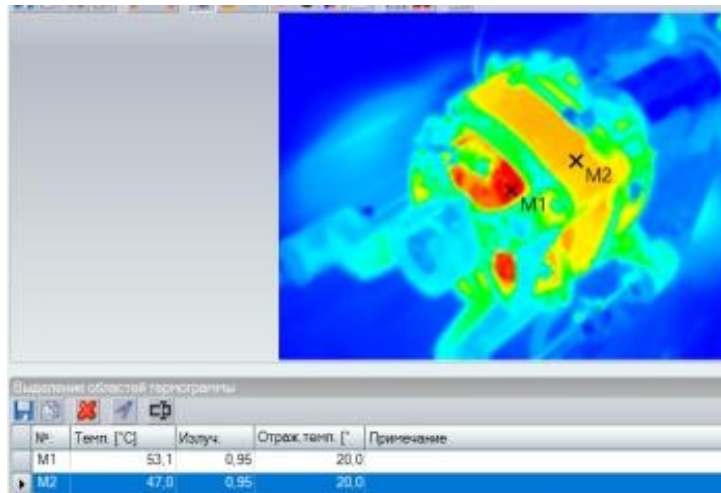 M2
M1
Выделение областей термограммы
№ Темп. [°C] Излуч. Отраж.темп. [° Примечание
M1 53,1 0,95 20,0
M2 47,0 0,95 20,0